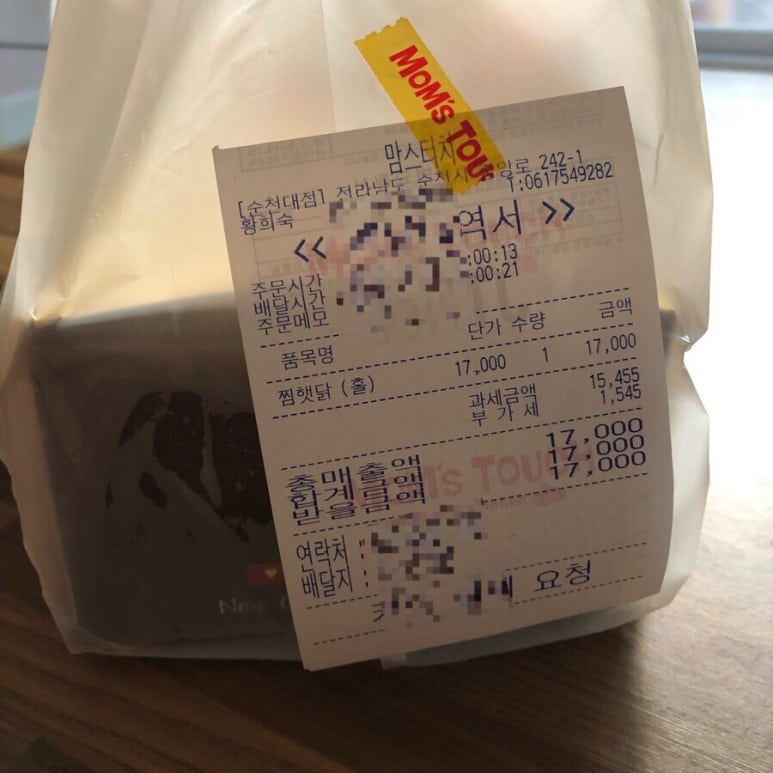 MOM'S TOU
맘스터치
[순천대점] 전라남도 순천시 중앙로 242-1
황희숙 T:0617549282
<< 역서 >>
주문시간 :00:13
배달시간 :00:21
주문메모
품목명 단가 수량 금액
찜햇닭 (홀) 17,000 1 17,000
과세금액 15,455
부가세 1,545
총매출액 17,000
합계금액 17,000
받을금액 17,000
MOM'S TOUCH
연락처 :
배달지 :
요청
New